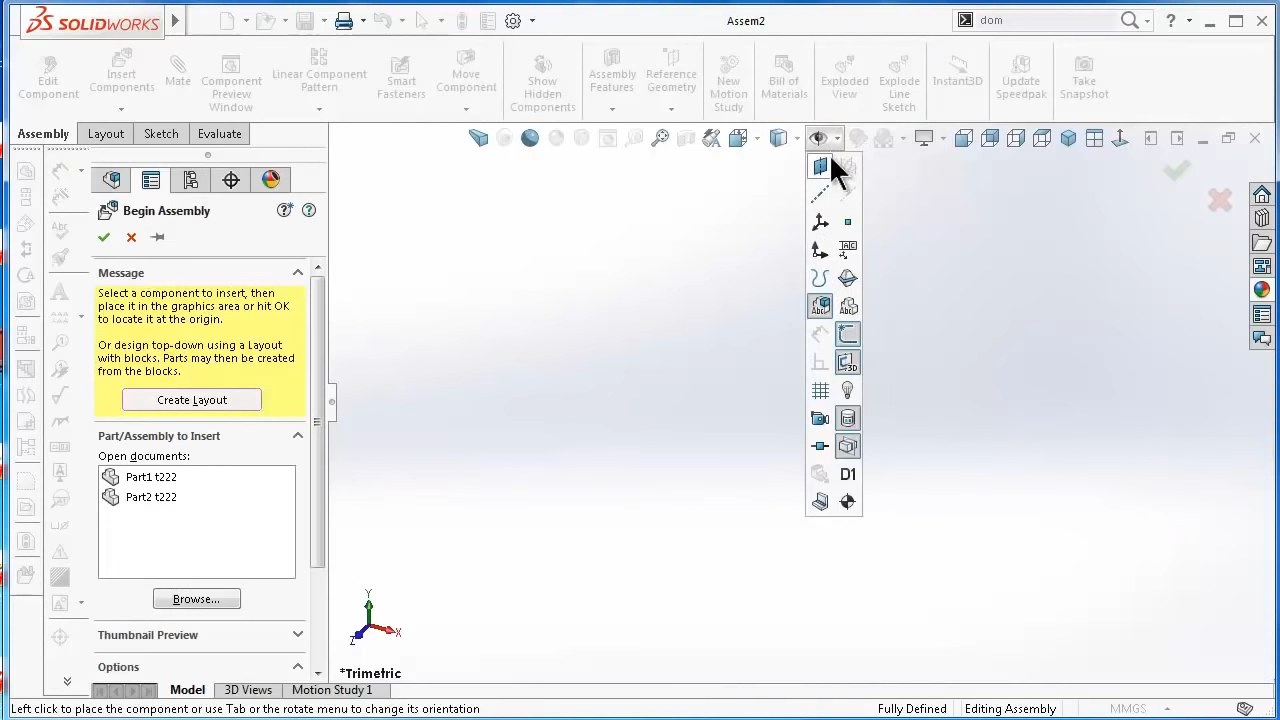 SOLIDWORKS
Assem2
dom
Edit Component
Insert Components
Mate
Component Preview Window
Linear Component Pattern
Smart Fasteners
Move Component
Show Hidden Components
Assembly Features
Reference Geometry
New Motion Study
Bill of Materials
Exploded View
Explode Line Sketch
Instant3D
Update Speedpak
Take Snapshot
Assembly
Layout
Sketch
Evaluate
Begin Assembly
Message
Select a component to insert, then
place it in the graphics area or hit OK
to locate it at the origin.
Or design top-down using a Layout
with blocks. Parts may then be created
from the blocks.
Create Layout
Part/Assembly to Insert
Open documents:
Part1 t222
Part2 t222
Browse...
Thumbnail Preview
Options
D1
Y
X
Z
*Trimetric
Model
3D Views
Motion Study 1
Left click to place the component or use Tab or the rotate menu to change its orientation
Fully Defined
Editing Assembly
MMGS